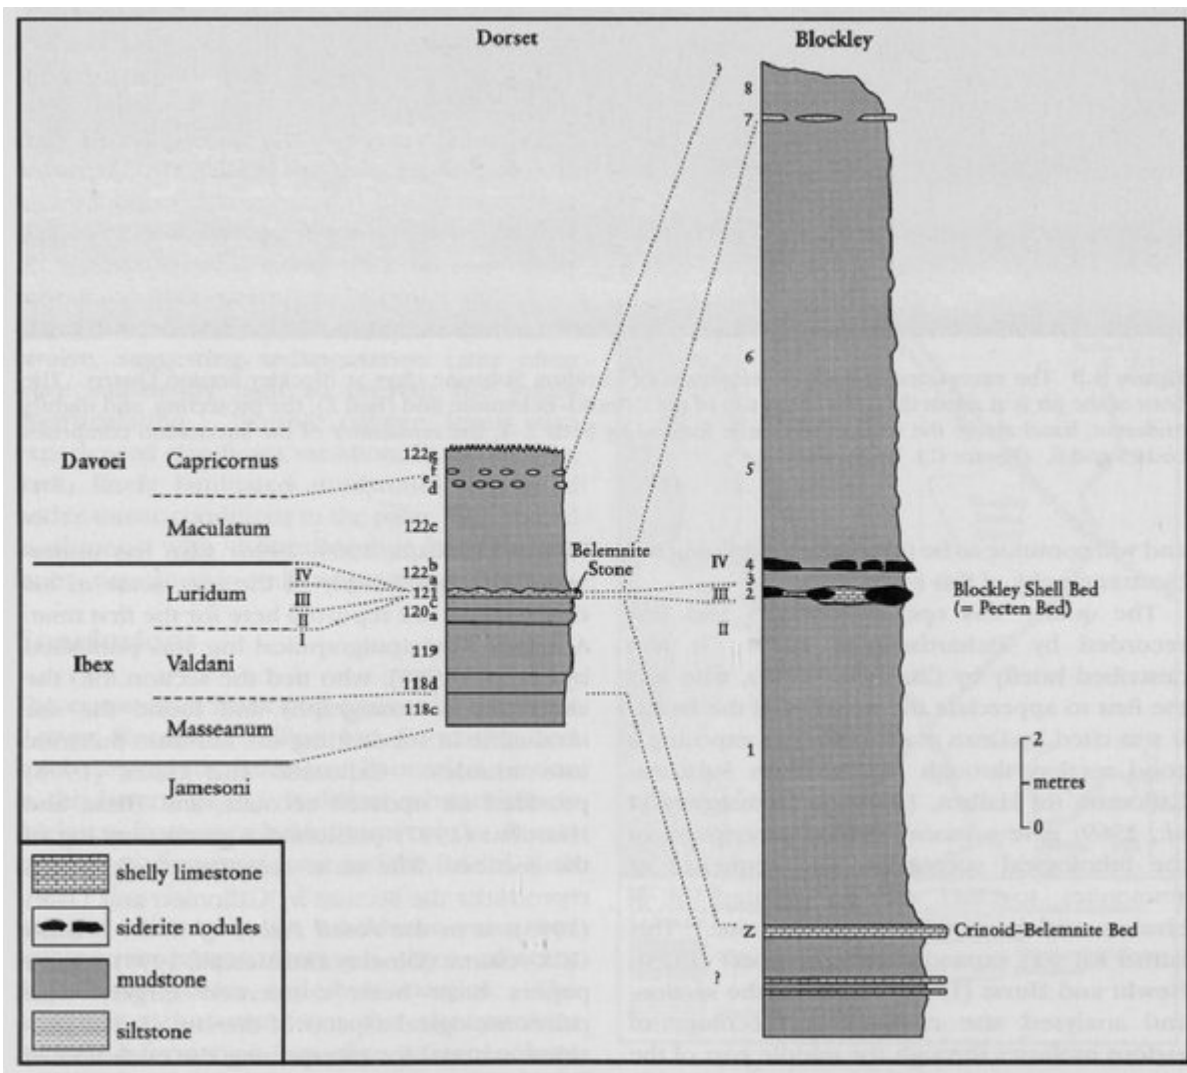 Dorset
Blockley
?
8
7
6
5
IV
4
3
III
2
II
1
Z
?
Blockley Shell Bed
(= Pecten Bed)
Crinoid–Belemnite Bed
2
metres
0
Davoei
Capricornus
Maculatum
Luridum
IV
III
II
I
Ibex
Valdani
Masseanum
Jamesoni
122g
f
e
d
122c
b
122
a
121
120b
a
119
118d
118c
Belemnite
Stone
shelly limestone
siderite nodules
mudstone
siltstone